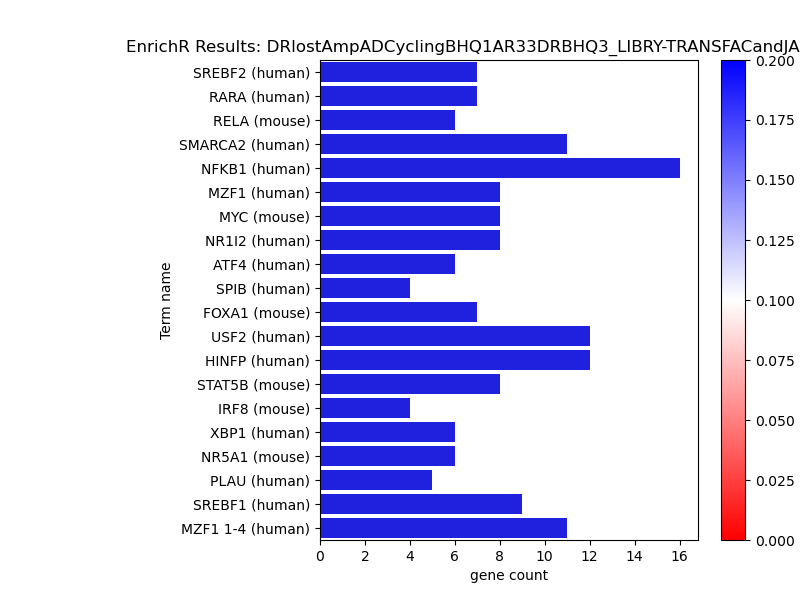 EnrichR Results: DRlostAmpADCyclingBHQ1AR33DRBHQ3_LIBRY-TRANSFACandJA
SREBF2 (human)
RARA (human)
RELA (mouse)
SMARCA2 (human)
NFKB1 (human)
MZF1 (human)
MYC (mouse)
NR1I2 (human)
ATF4 (human)
SPIB (human)
FOXA1 (mouse)
USF2 (human)
HINFP (human)
STAT5B (mouse)
IRF8 (mouse)
XBP1 (human)
NR5A1 (mouse)
PLAU (human)
SREBF1 (human)
MZF1 1-4 (human)
Term name
0 2 4 6 8 10 12 14 16
gene count
0.200
0.175
0.150
0.125
0.100
0.075
0.050
0.025
0.000